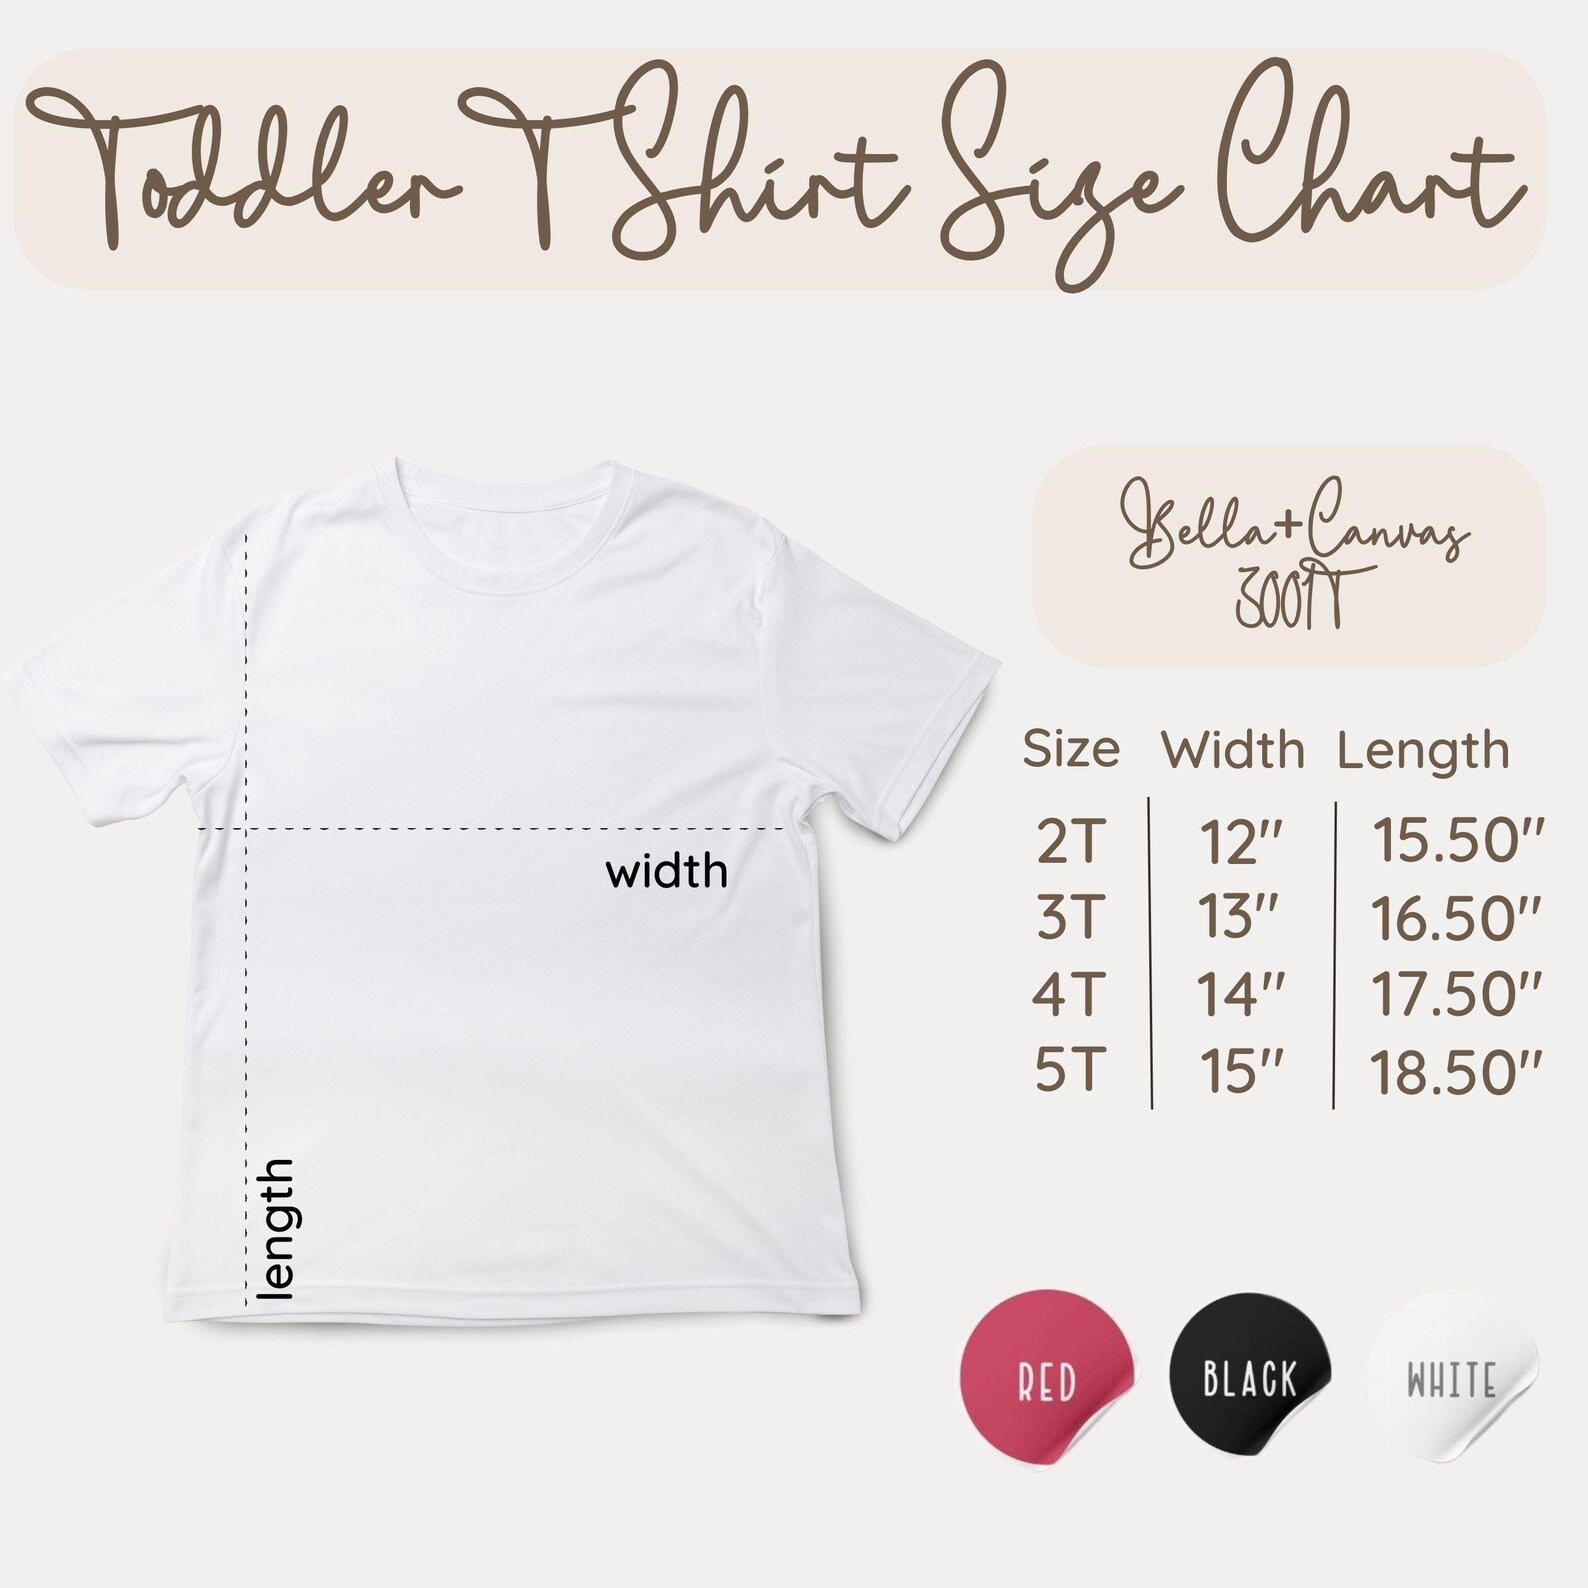 Toddler T Shirt Size Chart
Bella+Canvas
3001T
Size Width Length
2T 12" 15.50"
3T 13" 16.50"
4T 14" 17.50"
5T 15" 18.50"
width
length
RED BLACK WHITE